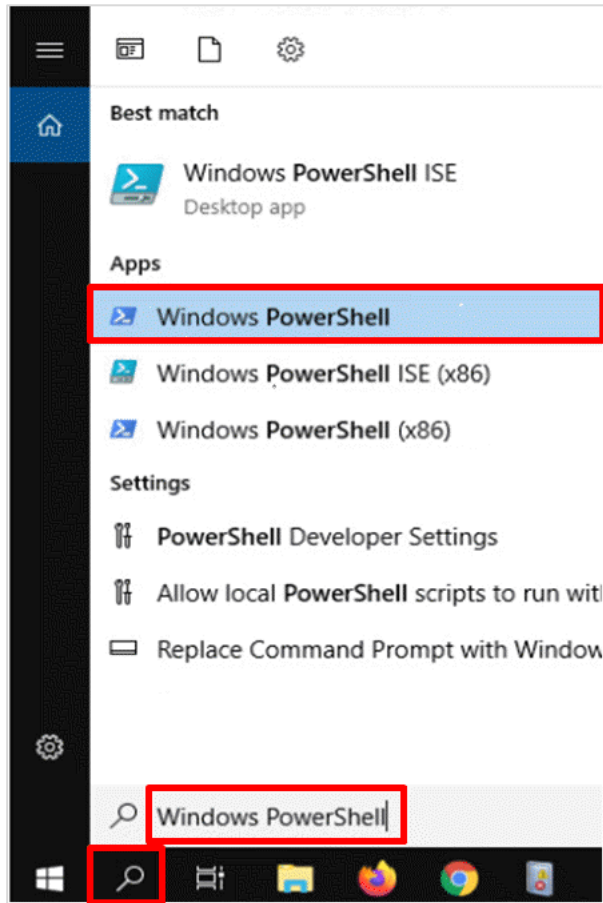 Best match
Windows PowerShell ISE
Desktop app
Apps
Windows PowerShell
Windows PowerShell ISE (x86)
Windows PowerShell (x86)
Settings
PowerShell Developer Settings
Allow local PowerShell scripts to run wit
Replace Command Prompt with Window
Windows PowerShell